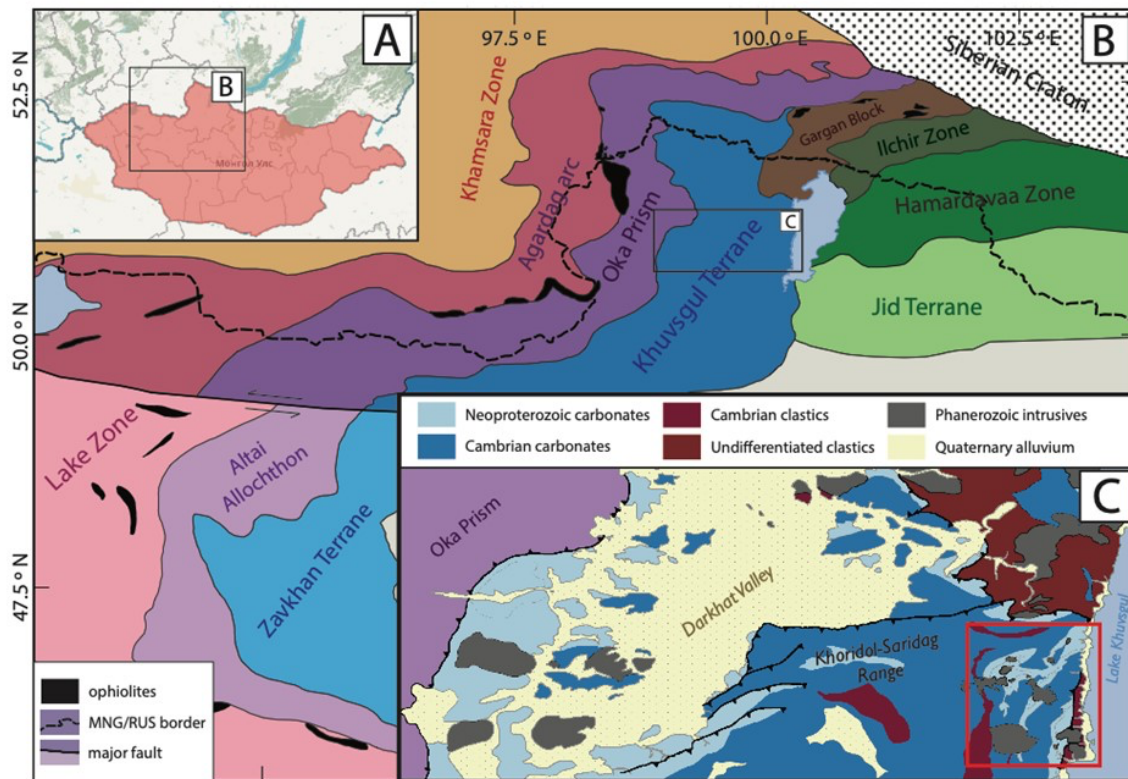 A
B
Монгол Улс
97.5° E
100.0° E
102.5° E
B
52.5° N
50.0° N
47.5° N
Siberian Craton
Khamsara Zone
Agardag arc
Oka Prism
Gargan Block
Ilchir Zone
Hamardavaa Zone
C
Khuvsgul Terrane
Jid Terrane
Lake Zone
Altai
Allochthon
Zavkhan Terrane
ophiolites
MNG/RUS border
major fault
Neoproterozoic carbonates
Cambrian clastics
Phanerozoic intrusives
Cambrian carbonates
Undifferentiated clastics
Quaternary alluvium
C
Oka Prism
Darkhat Valley
Khoridol-Saridag
Range
Lake Khuvsgul